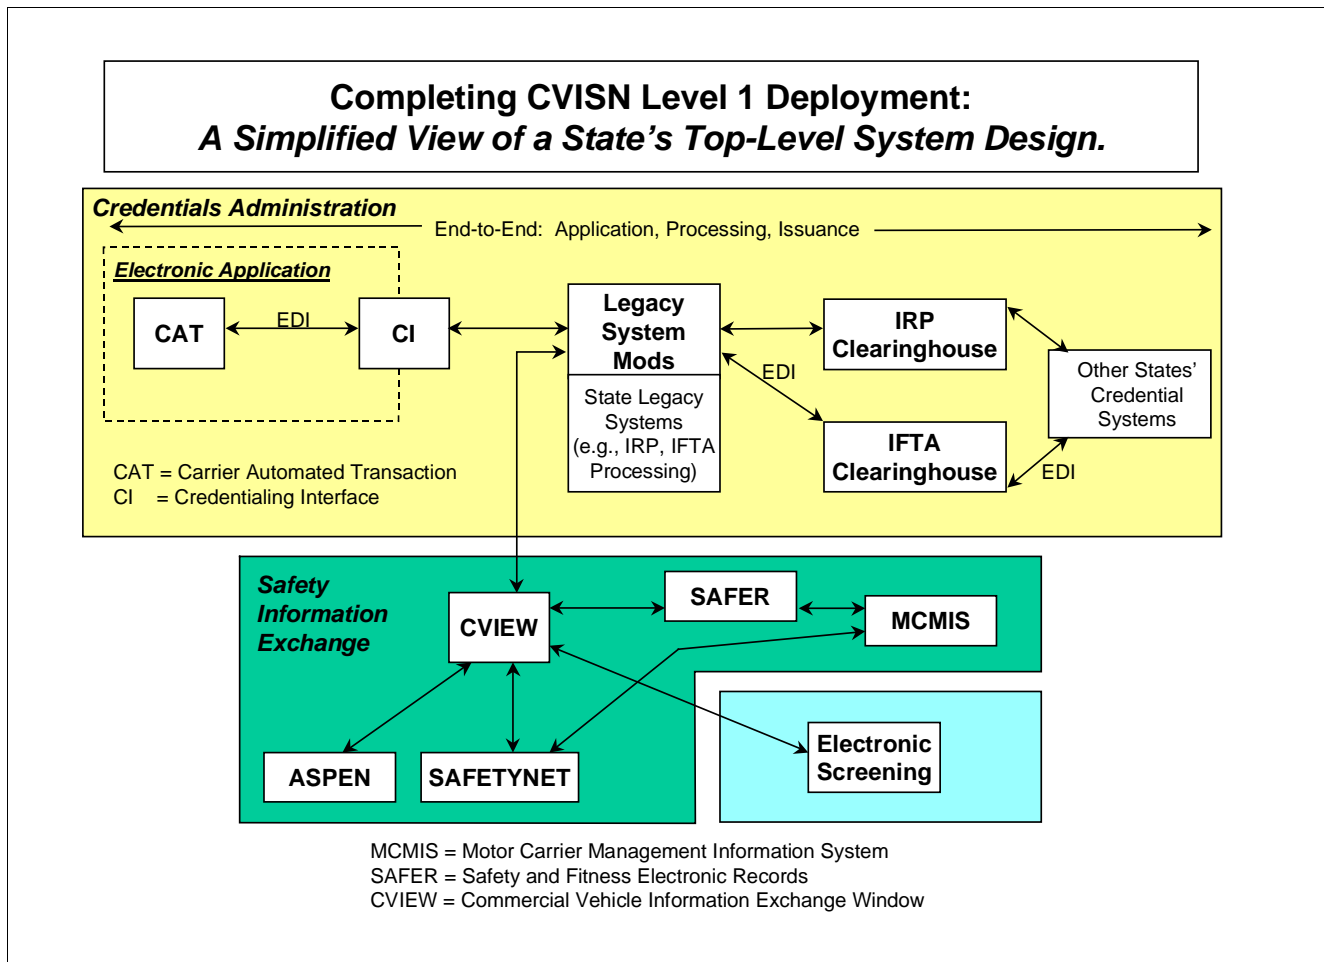 Completing CVISN Level 1 Deployment:
A Simplified View of a State's Top-Level System Design.
Credentials Administration
End-to-End: Application, Processing, Issuance
Electronic Application
CAT
EDI
CI
Legacy
System
Mods
State Legacy
Systems
(e.g., IRP, IFTA
Processing)
IRP
Clearinghouse
EDI
IFTA
Clearinghouse
Other States'
Credential
Systems
EDI
CAT = Carrier Automated Transaction
CI = Credentialing Interface
Safety
Information
Exchange
CVIEW
SAFER
MCMIS
ASPEN
SAFETYNET
Electronic
Screening
MCMIS = Motor Carrier Management Information System
SAFER = Safety and Fitness Electronic Records
CVIEW = Commercial Vehicle Information Exchange Window